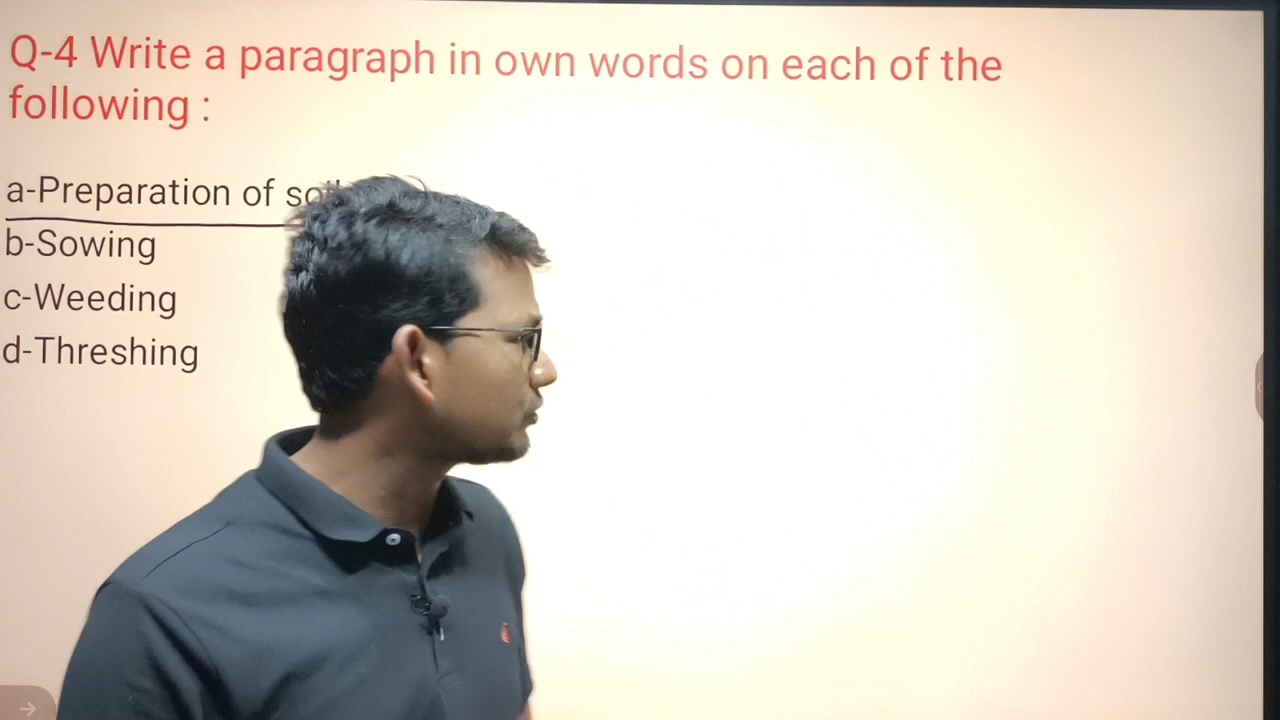 Q-4 Write a paragraph in own words on each of the
following :
a-Preparation of
b-Sowing
c-Weeding
d-Threshing